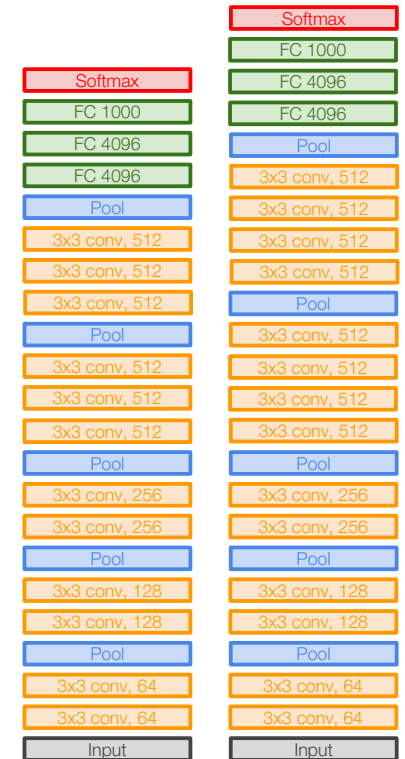 Softmax
FC 1000
FC 4096
FC 4096
Pool
3x3 conv, 512
3x3 conv, 512
3x3 conv, 512
Pool
3x3 conv, 512
3x3 conv, 512
3x3 conv, 512
Pool
3x3 conv, 256
3x3 conv, 256
Pool
3x3 conv, 128
3x3 conv, 128
Pool
3x3 conv, 64
3x3 conv, 64
Input
Softmax
FC 1000
FC 4096
FC 4096
Pool
3x3 conv, 512
3x3 conv, 512
3x3 conv, 512
3x3 conv, 512
Pool
3x3 conv, 512
3x3 conv, 512
3x3 conv, 512
3x3 conv, 512
Pool
3x3 conv, 256
3x3 conv, 256
Pool
3x3 conv, 128
3x3 conv, 128
Pool
3x3 conv, 64
3x3 conv, 64
Input